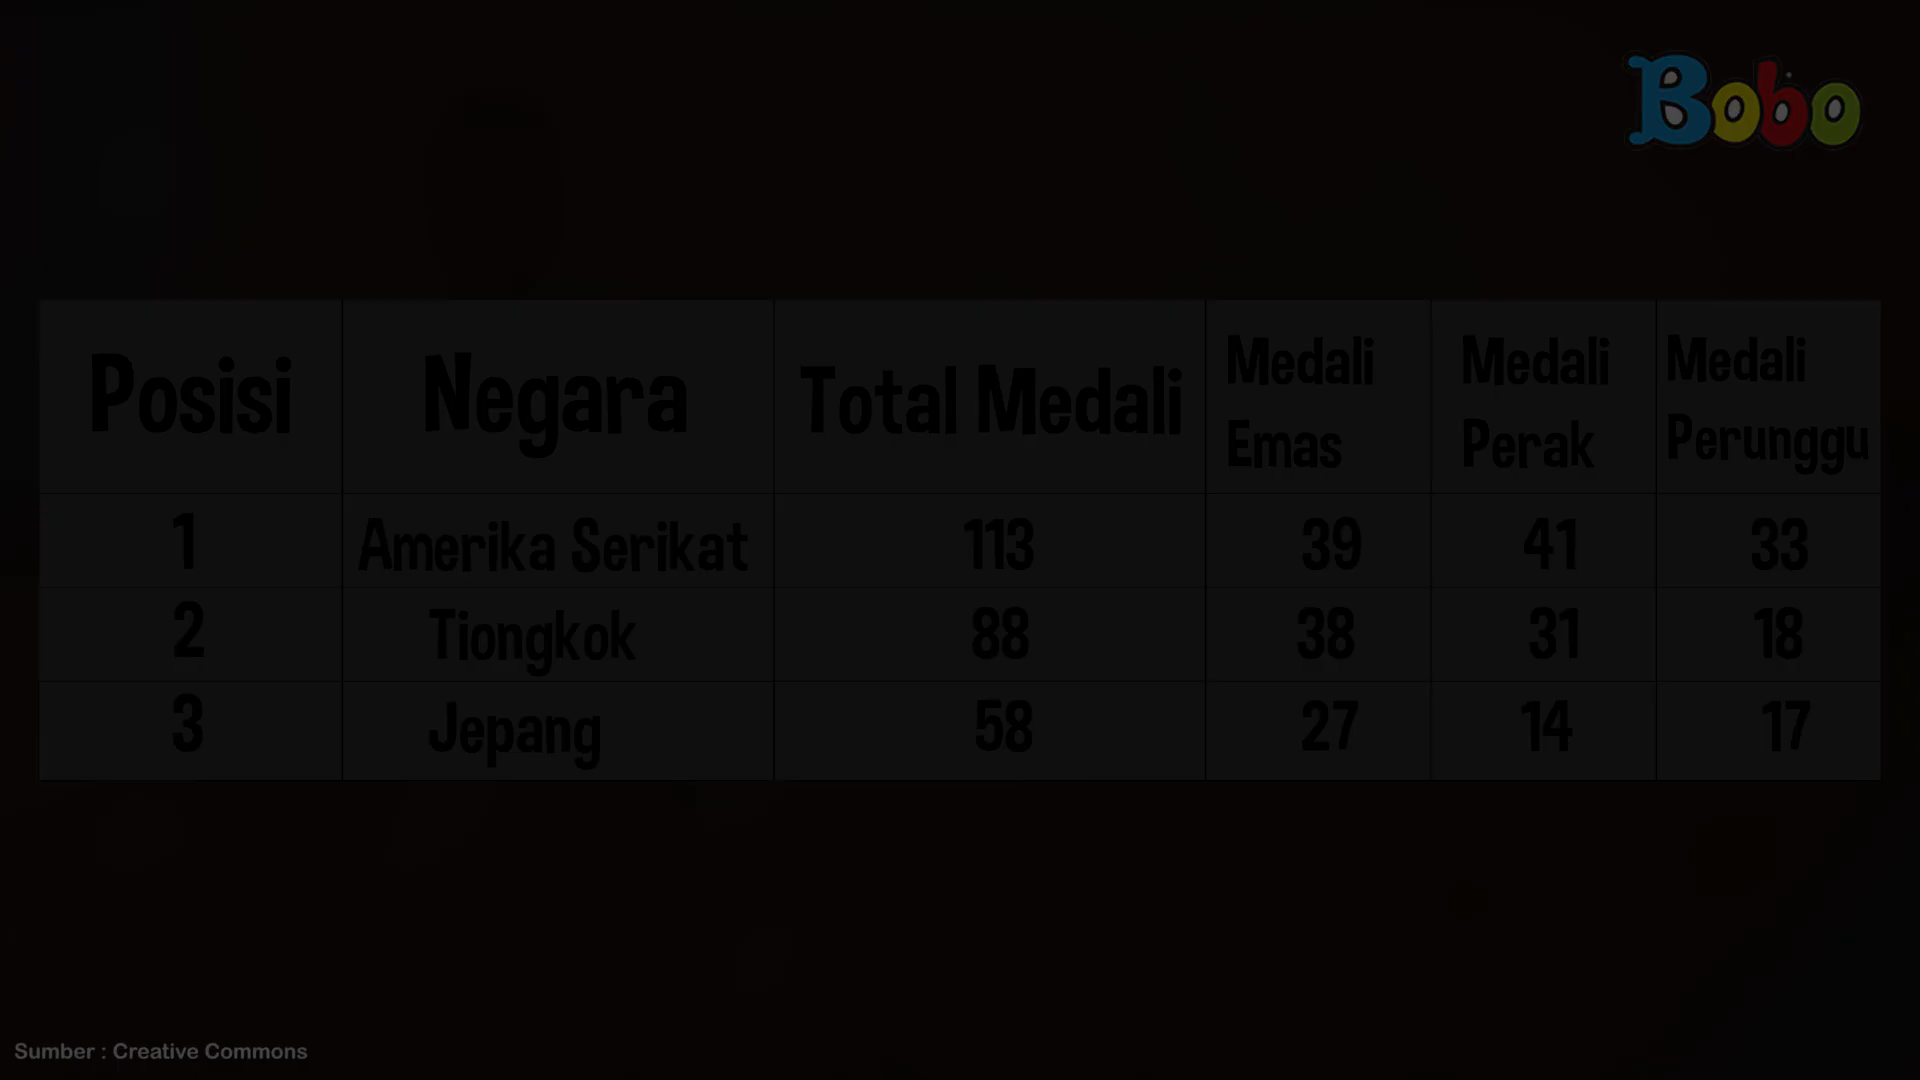 Bobo
Posisi Negara Total Medali Medali Emas Medali Perak Medali Perunggu
1 Amerika Serikat 113 39 41 33
2 Tiongkok 88 38 31 18
3 Jepang 58 27 14 17
Sumber : Creative Commons